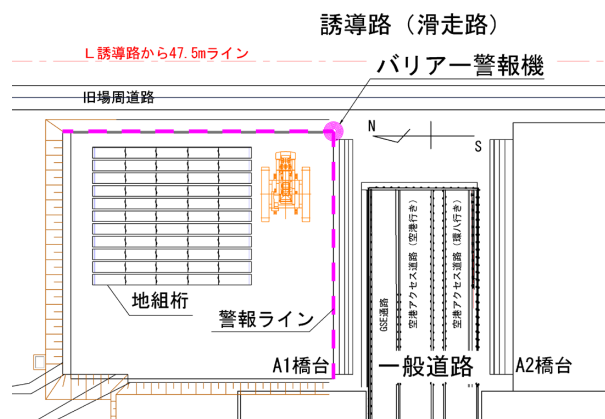 誘導路（滑走路）
L 誘導路から47.5mライン
バリアー警報機
旧場周道路
N
S
GSE通路
空港アクセス道路（空港行き）
空港アクセス道路（環八行き）
地組桁
警報ライン
A1橋台
一般道路
A2橋台